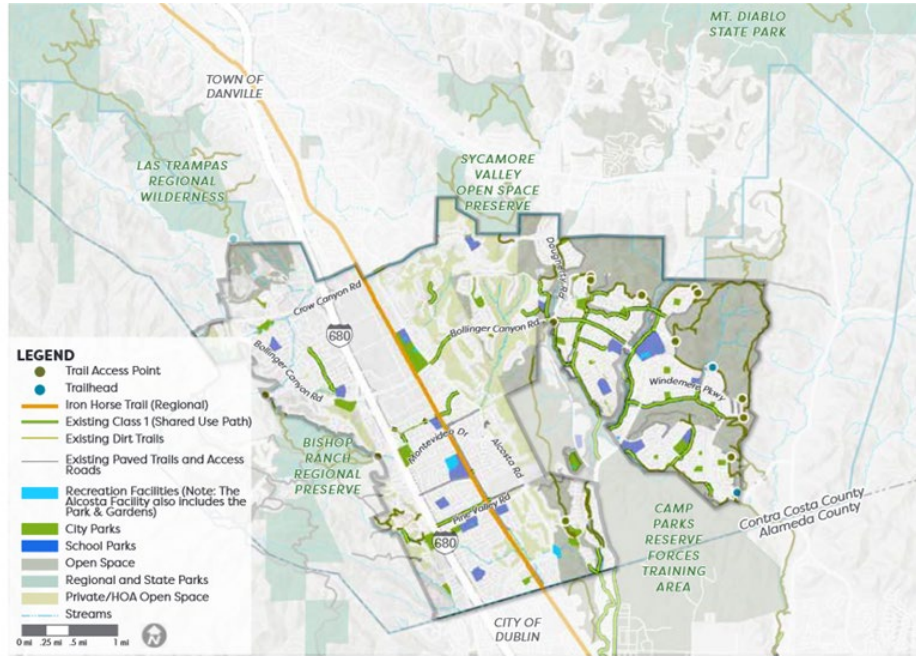 MT. DIABLO
STATE PARK
TOWN OF
DANVILLE
LAS TRAMPAS
REGIONAL
WILDERNESS
SYCAMORE
VALLEY
OPEN SPACE
PRESERVE
Dougherty Rd
Crow Canyon Rd
680
Bollinger Canyon Rd
Bollinger Canyon Rd
Windemere Pkwy
Montevideo Dr
Alcosta Rd
BISHOP
RANCH
REGIONAL
PRESERVE
Pine Valley Rd
680
CAMP
PARKS
RESERVE
FORCES
TRAINING
AREA
Contra Costa County
Alameda County
CITY OF
DUBLIN
LEGEND
Trail Access Point
Trailhead
Iron Horse Trail (Regional)
Existing Class 1 (Shared Use Path)
Existing Dirt Trails
Existing Paved Trails and Access
Roads
Recreation Facilities (Note: The
Alcosta Facility also includes the
Park & Gardens)
City Parks
School Parks
Open Space
Regional and State Parks
Private/HOA Open Space
Streams
0 mi .25 mi .5 mi 1 mi